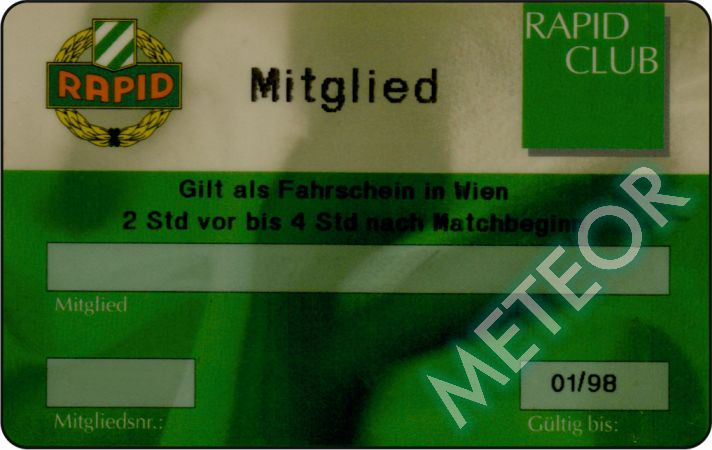 RAPID
Mitglied
RAPID
CLUB
Gilt als Fahrschein in Wien
2 Std vor bis 4 Std nach Matchbeginn
Mitglied
METEOR
01/98
Mitgliedsnr.:
Gültig bis: